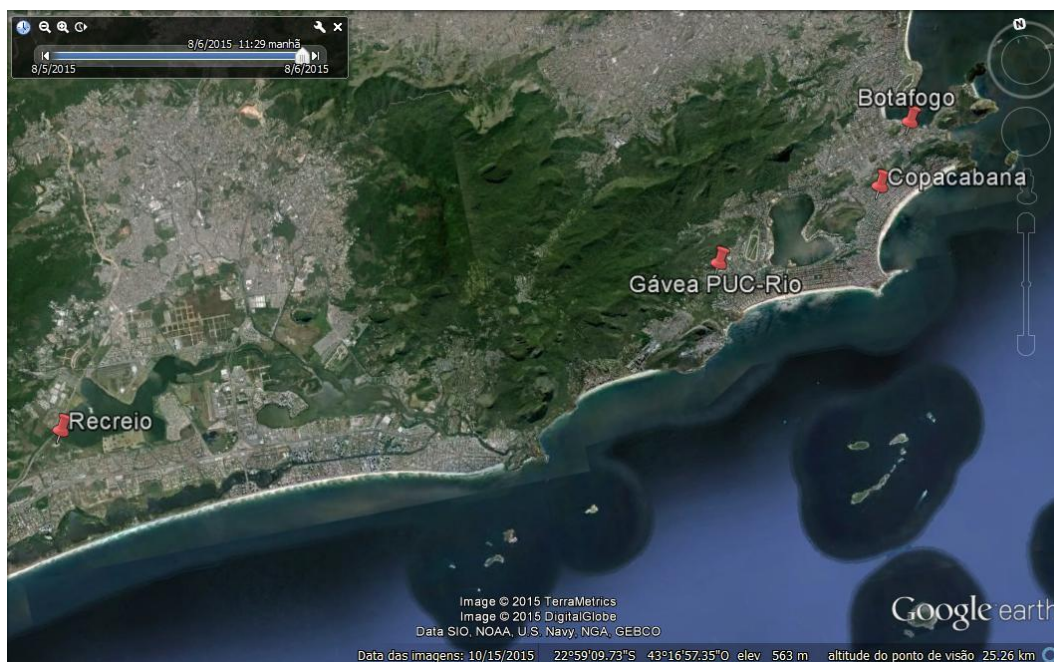 8/6/2015 11:29 manhã
8/5/2015
8/6/2015
N
Botafogo
Copacabana
Gávea PUC-Rio
Recreio
Image © 2015 TerraMetrics
Image © 2015 DigitalGlobe
Data SIO, NOAA, U.S. Navy, NGA, GEBCO
Google earth
Data das imagens: 10/15/2015 22°59'09.73"S 43°16'57.35"O elev 563 m altitude do ponto de visão 25.26 km